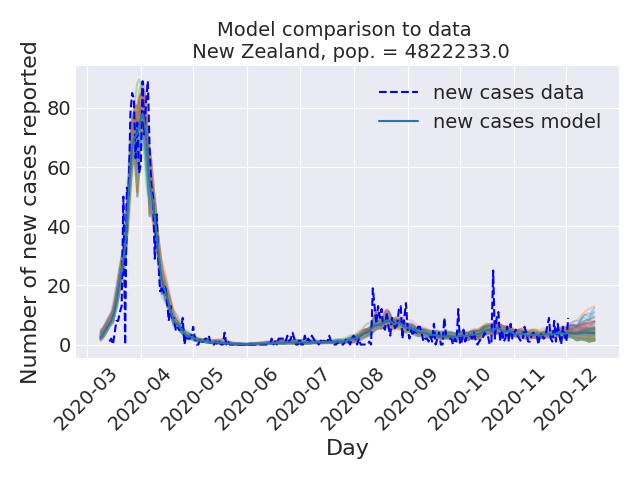 Model comparison to data
New Zealand, pop. = 4822233.0
Number of new cases reported
80
60
40
20
0
new cases data
new cases model
2020-03
2020-04
2020-05
2020-06
2020-07
2020-08
2020-09
2020-10
2020-11
2020-12
Day